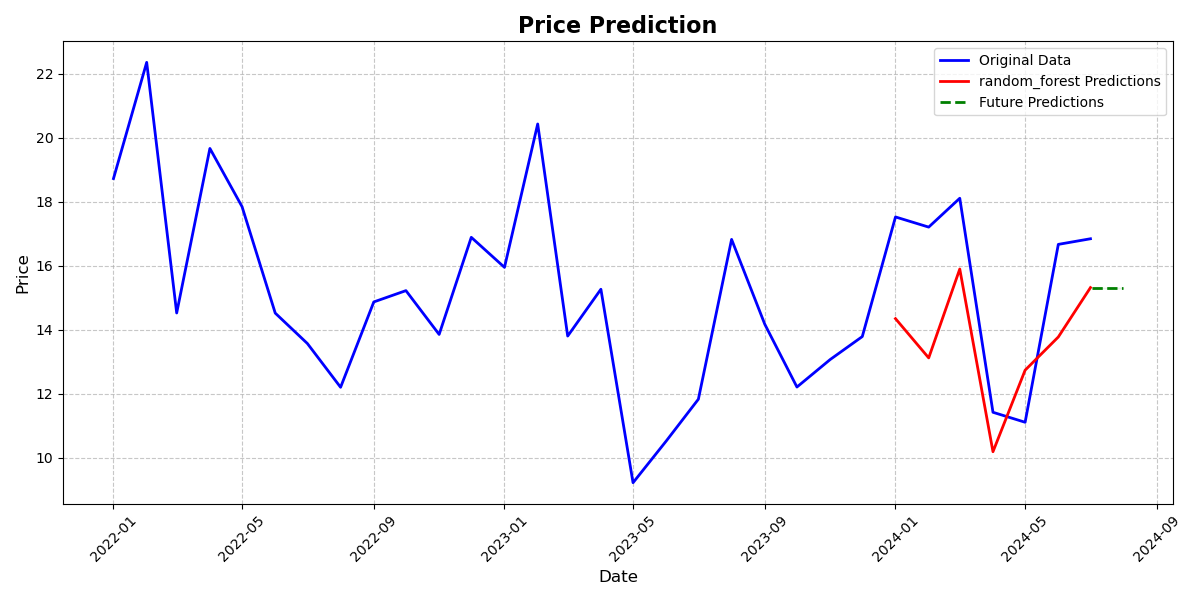 Price Prediction
Original Data
random_forest Predictions
Future Predictions
Price
22
20
18
16
14
12
10
2022-01
2022-05
2022-09
2023-01
2023-05
2023-09
2024-01
2024-05
2024-09
Date